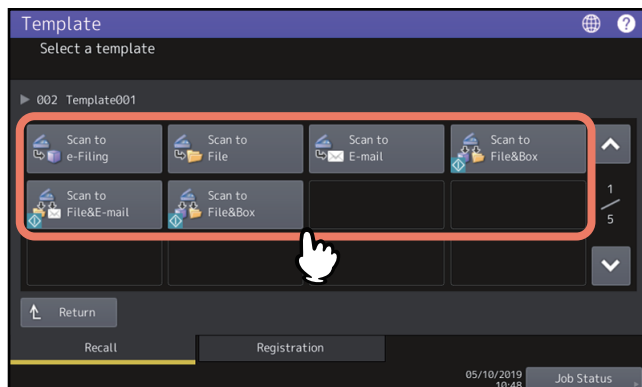 Template
Select a template
002 Template001
Scan to
e-Filing
Scan to
File
Scan to
E-mail
Scan to
File&Box
Scan to
File&E-mail
Scan to
File&Box
1
5
Return
Recall
Registration
05/10/2019
10:48
Job Status